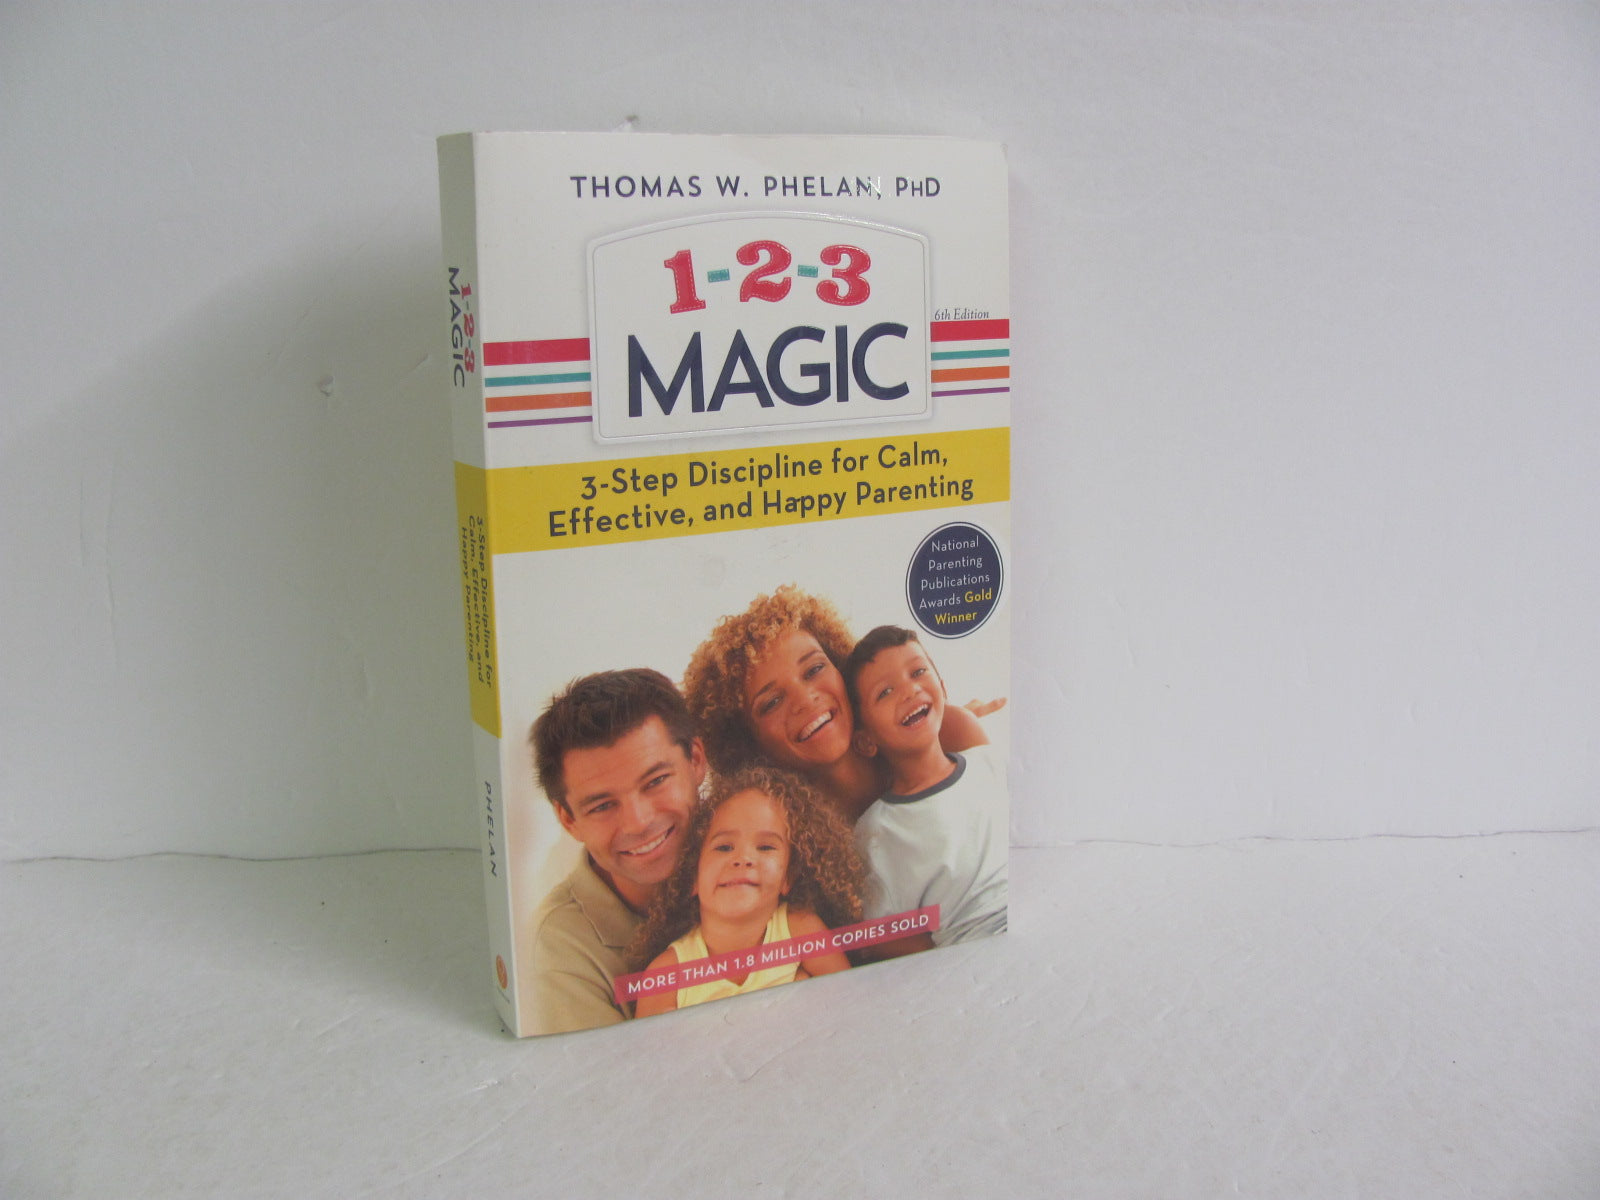 THOMAS W. PHELAN, PHD
1-2-3
MAGIC
6th Edition
3-Step Discipline for Calm,
Effective, and Happy Parenting
National
Parenting
Publications
Awards Gold
Winner
MORE THAN 1.8 MILLION COPIES SOLD
1-2-3
MAGIC
3-Step Discipline for
Calm, Effective, and
Happy Parenting
PHELAN